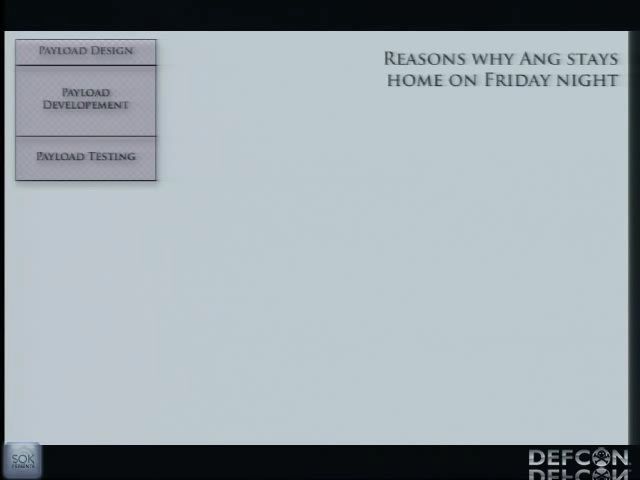 PAYLOAD DESIGN
PAYLOAD
DEVELOPEMENT
PAYLOAD TESTING
REASONS WHY ANG STAYS
HOME ON FRIDAY NIGHT
SOK
DEFCON